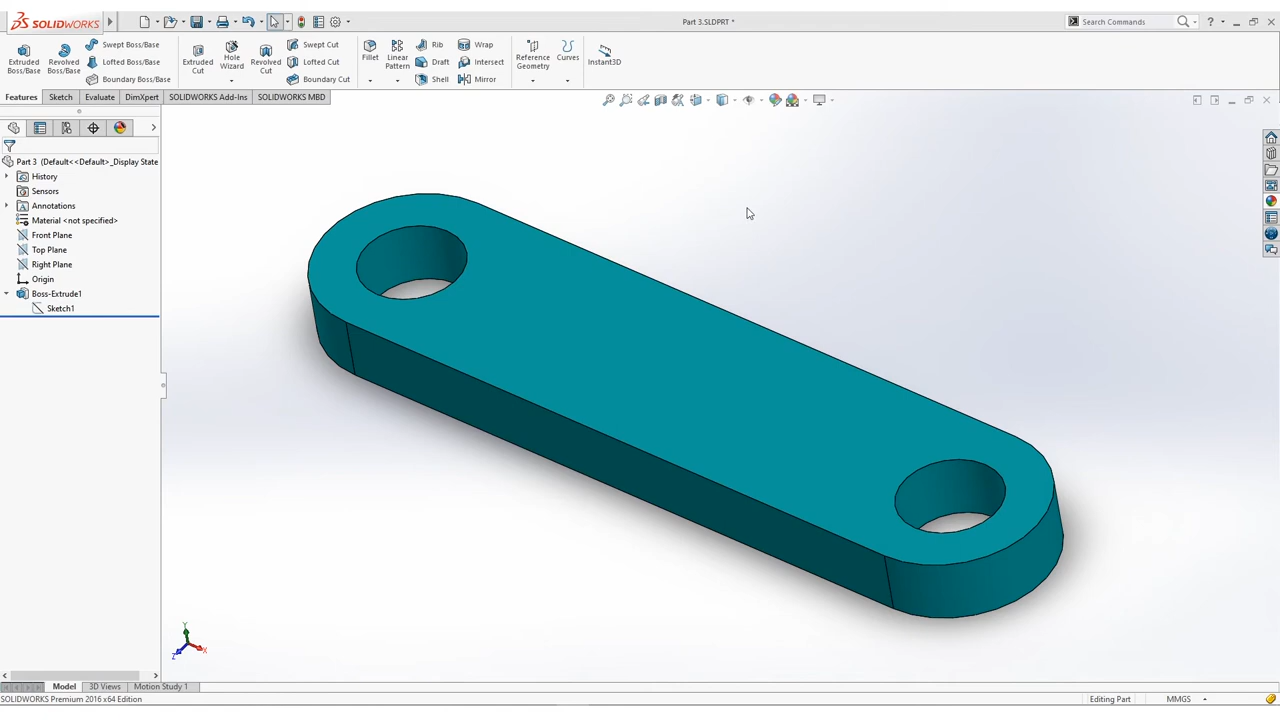 SOLIDWORKS
Part 3.SLDPRT *
Search Commands
?
Extruded Boss/Base
Revolved Boss/Base
Swept Boss/Base
Lofted Boss/Base
Boundary Boss/Base
Extruded Cut
Hole Wizard
Revolved Cut
Swept Cut
Lofted Cut
Boundary Cut
Fillet
Linear Pattern
Rib
Draft
Shell
Wrap
Intersect
Mirror
Reference Geometry
Curves
Instant3D
Features
Sketch
Evaluate
DimXpert
SOLIDWORKS Add-Ins
SOLIDWORKS MBD
Part 3 (Default<<Default>_Display State
History
Sensors
Annotations
Material <not specified>
Front Plane
Top Plane
Right Plane
Origin
Boss-Extrude1
Sketch1
Y
X
Z
Model
3D Views
Motion Study 1
SOLIDWORKS Premium 2016 x64 Edition
Editing Part
MMGS